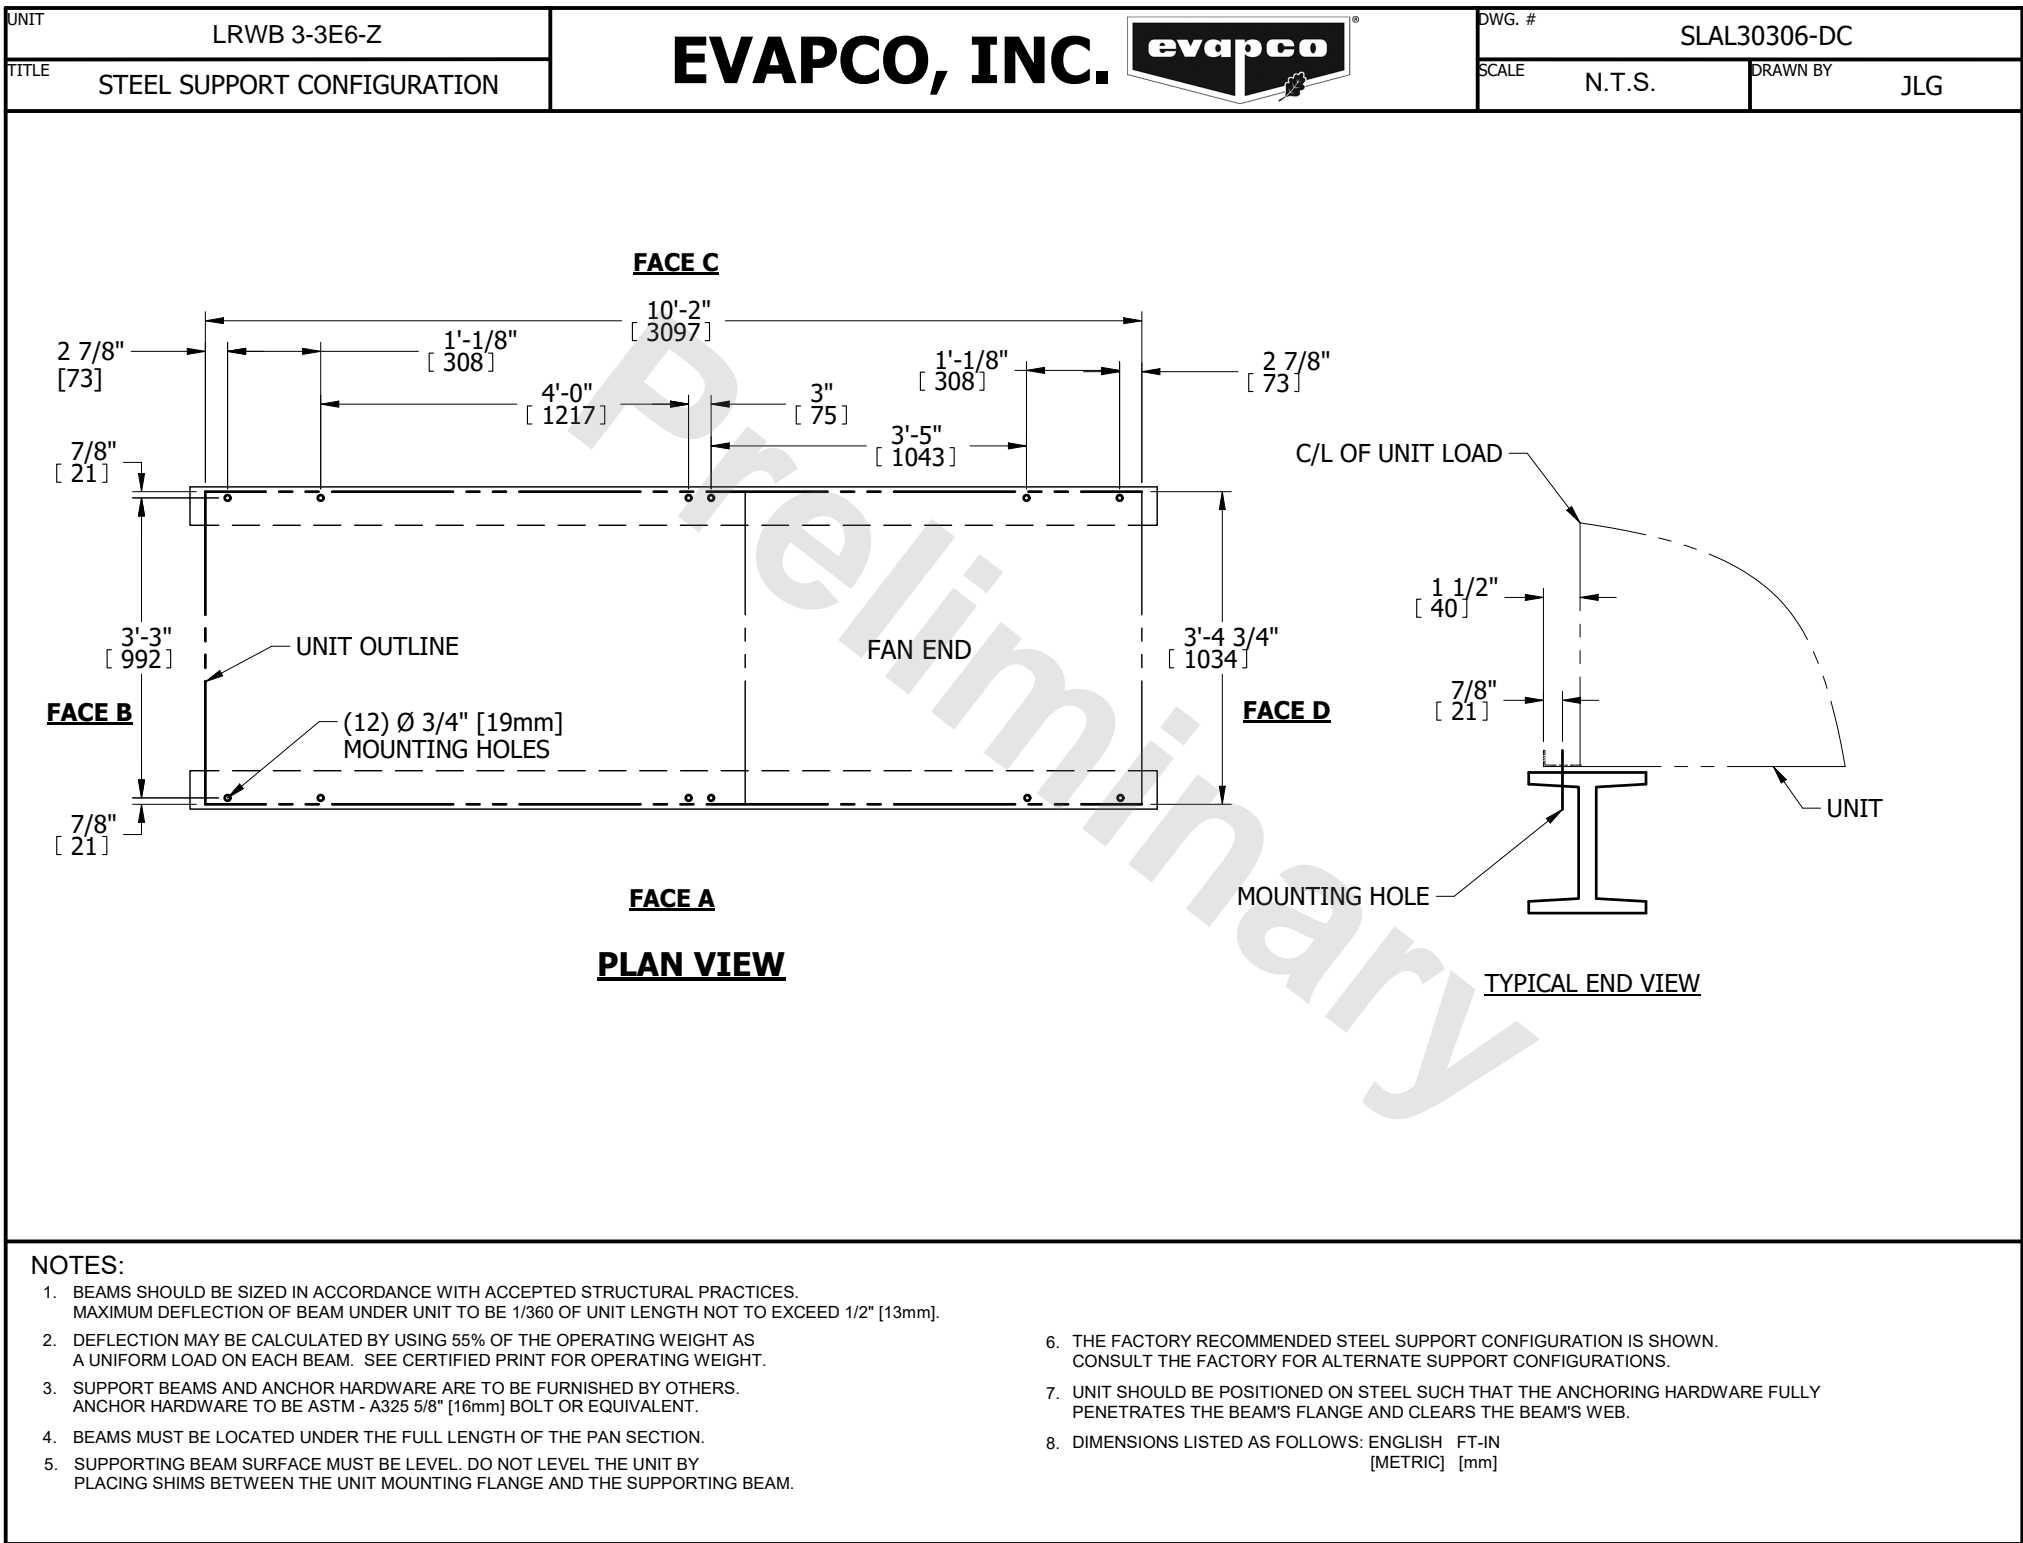 UNIT
LRWB 3-3E6-Z
TITLE
STEEL SUPPORT CONFIGURATION
EVAPCO, INC.
evapco
®
DWG. #
SLAL30306-DC
SCALE
N.T.S.
DRAWN BY
JLG
FACE C
10'-2"
[ 3097]
2 7/8"
[73]
1'-1/8"
[ 308]
1'-1/8"
[ 308]
2 7/8"
[ 73]
4'-0"
[ 1217]
3"
[ 75]
3'-5"
[ 1043]
7/8"
[ 21]
3'-3"
[ 992]
UNIT OUTLINE
FAN END
3'-4 3/4"
[ 1034]
FACE B
(12) Ø 3/4" [19mm]
MOUNTING HOLES
FACE D
7/8"
[ 21]
FACE A
PLAN VIEW
C/L OF UNIT LOAD
1 1/2"
[ 40]
7/8"
[ 21]
UNIT
MOUNTING HOLE
TYPICAL END VIEW
Preliminary
NOTES:
1. BEAMS SHOULD BE SIZED IN ACCORDANCE WITH ACCEPTED STRUCTURAL PRACTICES.
MAXIMUM DEFLECTION OF BEAM UNDER UNIT TO BE 1/360 OF UNIT LENGTH NOT TO EXCEED 1/2" [13mm].
2. DEFLECTION MAY BE CALCULATED BY USING 55% OF THE OPERATING WEIGHT AS
A UNIFORM LOAD ON EACH BEAM. SEE CERTIFIED PRINT FOR OPERATING WEIGHT.
3. SUPPORT BEAMS AND ANCHOR HARDWARE ARE TO BE FURNISHED BY OTHERS.
ANCHOR HARDWARE TO BE ASTM - A325 5/8" [16mm] BOLT OR EQUIVALENT.
4. BEAMS MUST BE LOCATED UNDER THE FULL LENGTH OF THE PAN SECTION.
5. SUPPORTING BEAM SURFACE MUST BE LEVEL. DO NOT LEVEL THE UNIT BY
PLACING SHIMS BETWEEN THE UNIT MOUNTING FLANGE AND THE SUPPORTING BEAM.
6. THE FACTORY RECOMMENDED STEEL SUPPORT CONFIGURATION IS SHOWN.
CONSULT THE FACTORY FOR ALTERNATE SUPPORT CONFIGURATIONS.
7. UNIT SHOULD BE POSITIONED ON STEEL SUCH THAT THE ANCHORING HARDWARE FULLY
PENETRATES THE BEAM'S FLANGE AND CLEARS THE BEAM'S WEB.
8. DIMENSIONS LISTED AS FOLLOWS: ENGLISH FT-IN
[METRIC] [mm]